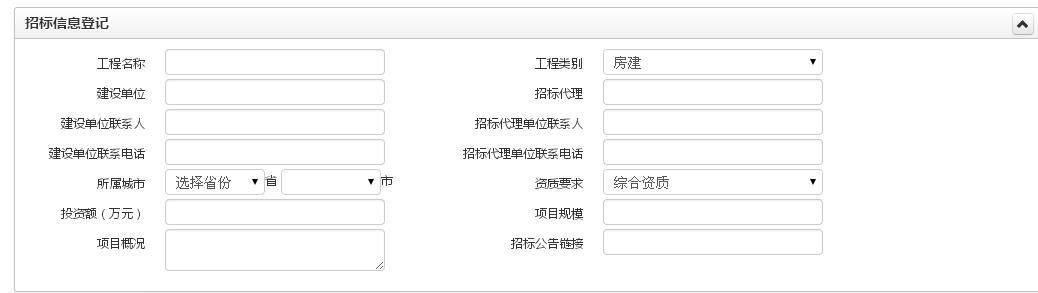 招标信息登记
工程名称 工程类别 房建
建设单位 招标代理
建设单位联系人 招标代理单位联系人
建设单位联系电话 招标代理单位联系电话
所属城市 选择省份 省 市 资质要求 综合资质
投资额（万元） 项目规模
项目概况 招标公告链接